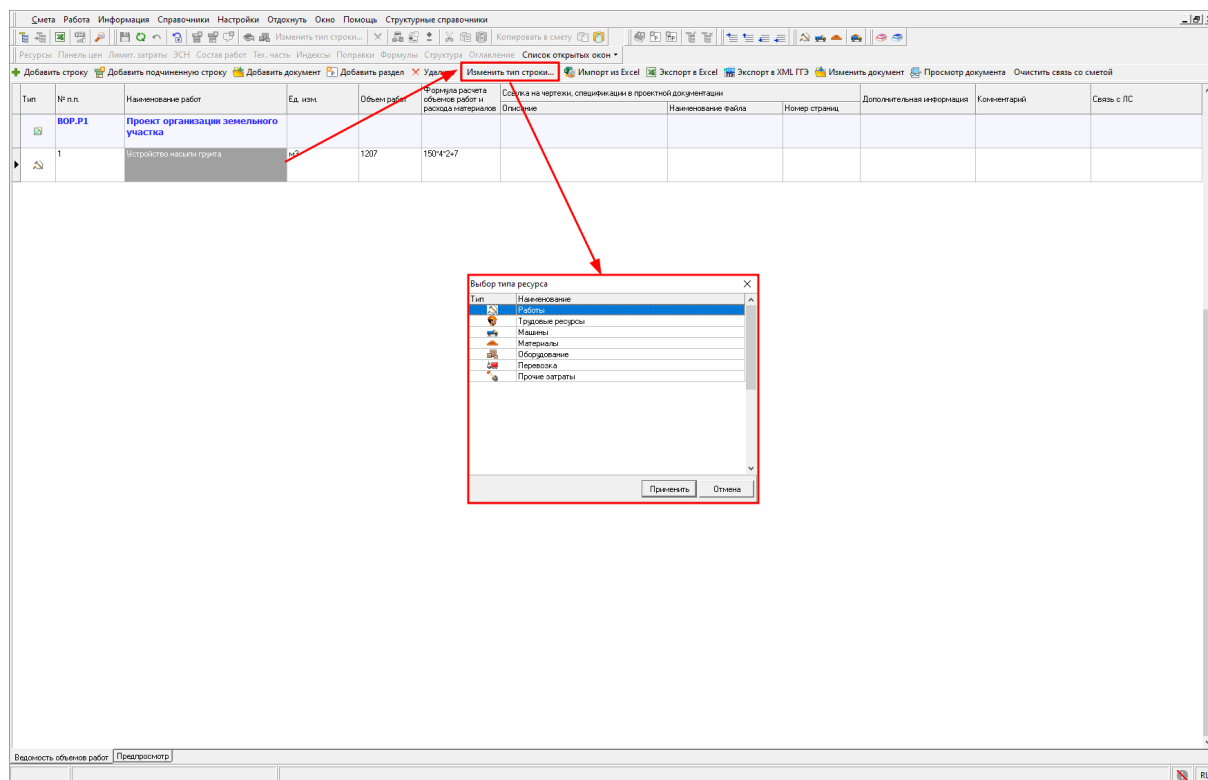 Смета Работа Информация Справочники Настройки Отдохнуть Окно Помощь Структурные справочники
Изменить тип строки... Копировать в смету
Ресурсы Панель цен Лимит. затраты ЭСН Состав работ Тех. часть Индексы Поправки Формулы Структура Оглавление Список открытых окон
Добавить строку Добавить подчиненную строку Добавить документ Добавить раздел Изменить тип строки... Импорт из Excel Экспорт в Excel Экспорт в XML ГГЭ Изменить документ Просмотр документа Очистить связь со сметой
Тип № п.п. Наименование работ Ед. изм. Объем работ Формула расчета объемов работ и расхода материалов Ссылка на чертежи, спецификации в проектной документации Дополнительная информация Комментарий Связь с ЛС
Описание Наименование файла Номер страниц
ВОР.Р1 Проект организации земельного
участка
1 Устройство насыпи грунта м3 1207 150*4*2+7
Выбор типа ресурса
Тип Наименование
Работы
Трудовые ресурсы
Машины
Материалы
Оборудование
Перевозка
Прочие затраты
Применить Отмена
Ведомость объемов работ Предпросмотр
RU